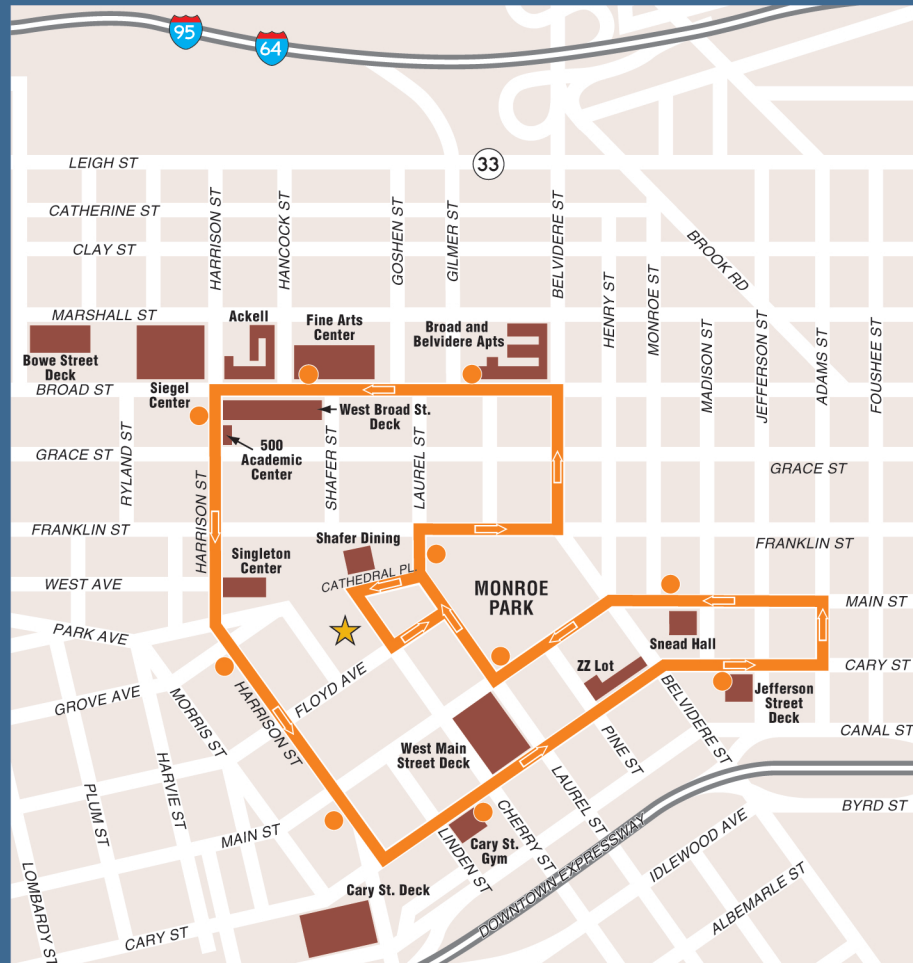 95
64
33
LEIGH ST
CATHERINE ST
CLAY ST
HARRISON ST
HANCOCK ST
GOSHEN ST
GILMER ST
BELVIDERE ST
BROOK RD
HENRY ST
MONROE ST
MADISON ST
JEFFERSON ST
ADAMS ST
FOUSHEE ST
MARSHALL ST
Bowe Street
Deck
Siegel
Center
Ackell
Fine Arts
Center
Broad and
Belvidere Apts
BROAD ST
West Broad St.
Deck
500
Academic
Center
GRACE ST
RYLAND ST
SHAFER ST
LAUREL ST
GRACE ST
HARRISON ST
FRANKLIN ST
Shafer Dining
FRANKLIN ST
Singleton
Center
CATHEDRAL PL.
MONROE
PARK
WEST AVE
MAIN ST
PARK AVE
Snead Hall
ZZ Lot
CARY ST
GROVE AVE
MORRIS ST
HARRISON ST
FLOYD AVE
BELVIDERE ST
Jefferson
Street
Deck
West Main
Street Deck
PINE ST
CANAL ST
HARVIE ST
PLUM ST
LAUREL ST
BYRD ST
MAIN ST
CHERRY ST
Cary St.
Gym
LINDEN ST
DOWNTOWN EXPRESSWAY
IDLEWOOD AVE
LOMBARDY ST
Cary St. Deck
ALBEMARLE ST
CARY ST